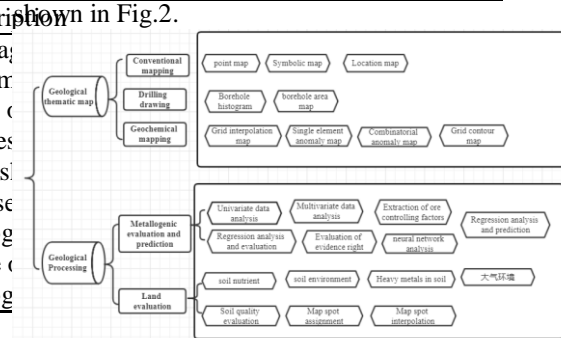 shown in Fig.2.
ription
Geological
thematic map
Conventional
mapping
point map
Symbolic map
Location map
Drilling
drawing
Borehole
histogram
borehole area
map
Geochemical
mapping
Grid interpolation
map
Single element
anomaly map
Combinatorial
anomaly map
Grid contour
map
Geological
Processing
Metallogenic
evaluation and
prediction
Univariate data
analysis
Multivariate data
analysis
Extraction of ore
controlling factors
Regression analysis
and prediction
Regression analysis
and evaluation
Evaluation of
evidence right
neural network
analysis
Land
evaluation
soil nutrient
soil environment
Heavy metals in soil
大气环境
Soil quality
evaluation
Map spot
assignment
Map spot
interpolation